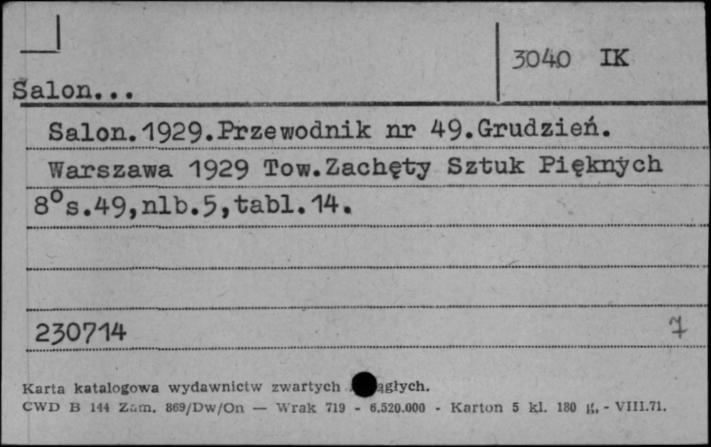 3040 IK
Salon...
Salon.1929.Przewodnik nr 49.Grudzień.
Warszawa 1929 Tow.Zachęty Sztuk Pięknych
8°s.49,nlb.5,tabl.14.
230714 7
Karta katalogowa wydawnictw zwartych
CWD B 144 Zam. 869/Dw/On — Wrak 719 - 6.520.000 - Karton 5 kl. 180 g. - VIII.71.